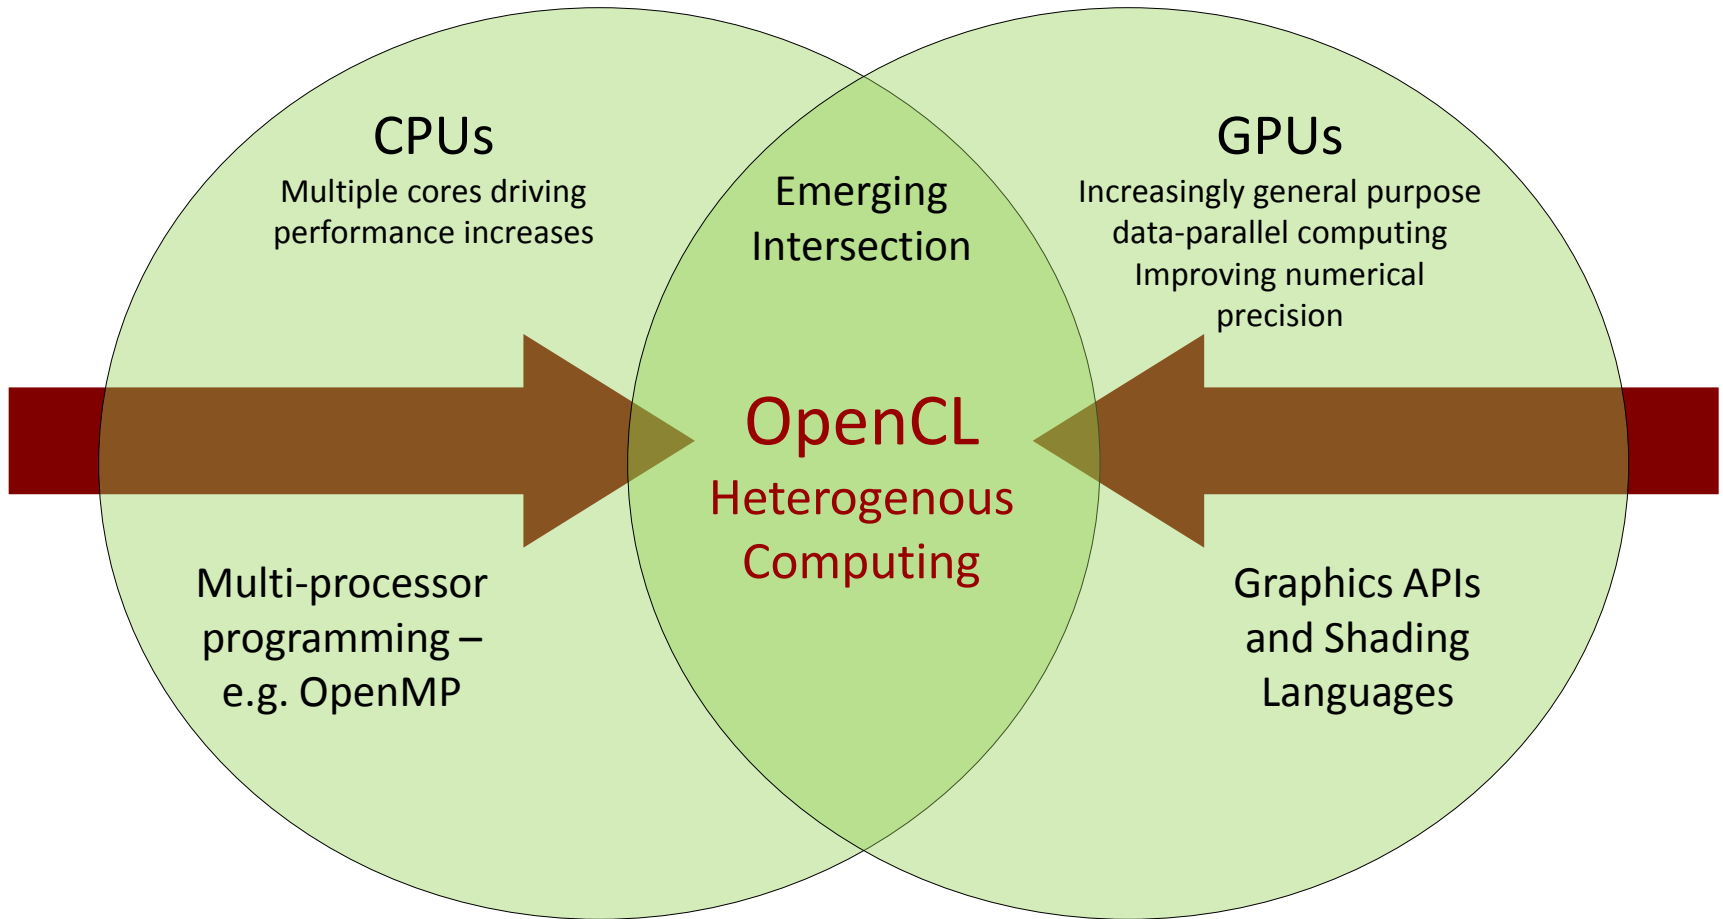 CPUs
Multiple cores driving
performance increases
Multi-processor
programming –
e.g. OpenMP
Emerging
Intersection
OpenCL
Heterogenous
Computing
GPUs
Increasingly general purpose
data-parallel computing
Improving numerical
precision
Graphics APIs
and Shading
Languages